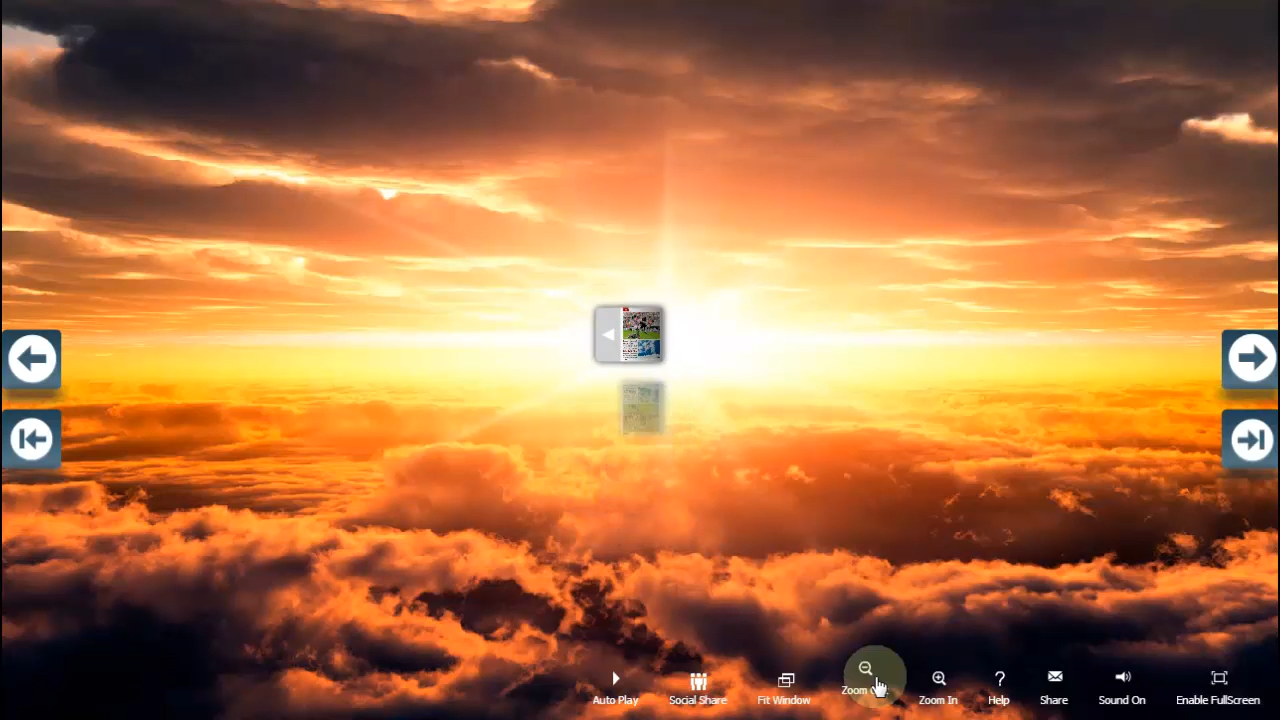 Auto Play
Social Share
Fit Window
Zoom
Zoom In
?
Help
Share
Sound On
Enable FullScreen